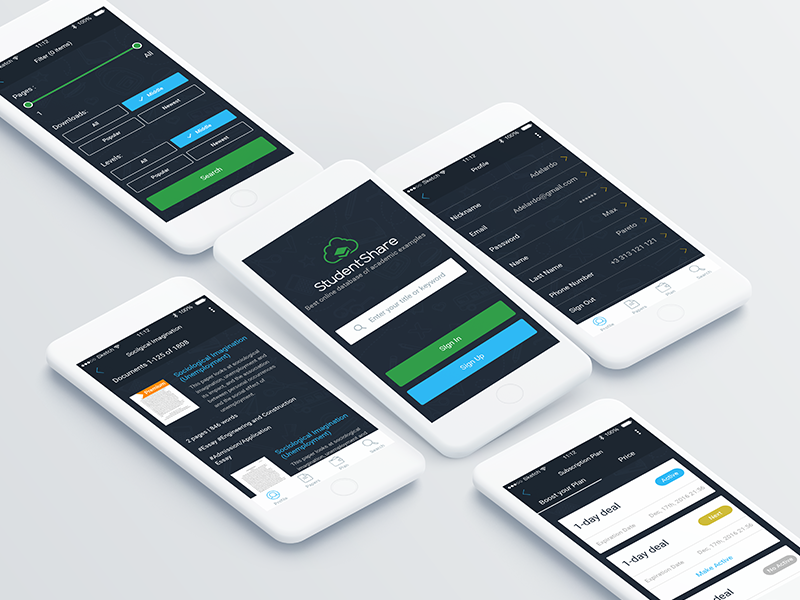 11:12
100%
Filter (0 items)
Pages :
All
1
Downloads:
All
Middle
Popular
Newest
Levels:
All
Middle
Popular
Newest
Search
StudentShare
Best online database of academic examples
Enter your title or keyword
Sign In
Sign Up
Sketch
11:12
100%
Profile
Nickname
Adelardo
Email
Adelardo@gmail.com
Password
******
Name
Max
Last Name
Pareto
Phone Number
+3 313 121 121
Sign Out
Profile
Papers
Plan
Search
Sketch
11:12
100%
Socilgical Imagination
Documents 1-125 of 1608
Sociological Imagination
(Unemployment)
This paper looks at sociological
imagination, unemployment and
its impact, and the association
between personal occurrences
and the social effect of
unemployment.
2 pages | 846 words
#Essay #Engineering and Construction
#Admission/Application
Essay
Sociological Imagination
(Unemployment)
This paper looks at sociological
imagination, unemployment and
Profile
Papers
Plan
Search
Sketch
11:12
100%
Subscription Plan
Boost your Plan
Price
1-day deal
Active
Expiration Date
Dec, 17th, 2016 21:56
1-day deal
Next
Expiration Date
Dec, 17th, 2016 21:56
Make Active
deal
No Active